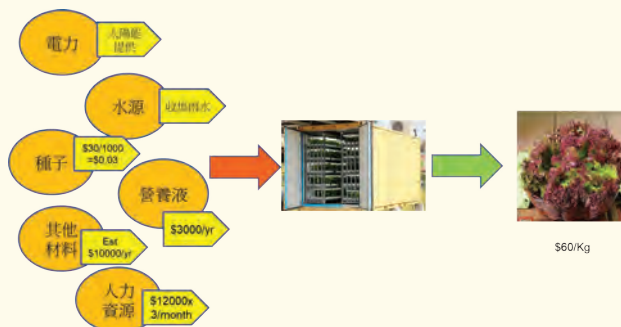 電力
太陽能
提供
水源
收集雨水
種子
$30/1000
=$0.03
營養液
$3000/yr
其他
材料
Est
$10000/yr
人力
資源
$12000x
3/month
$60/Kg